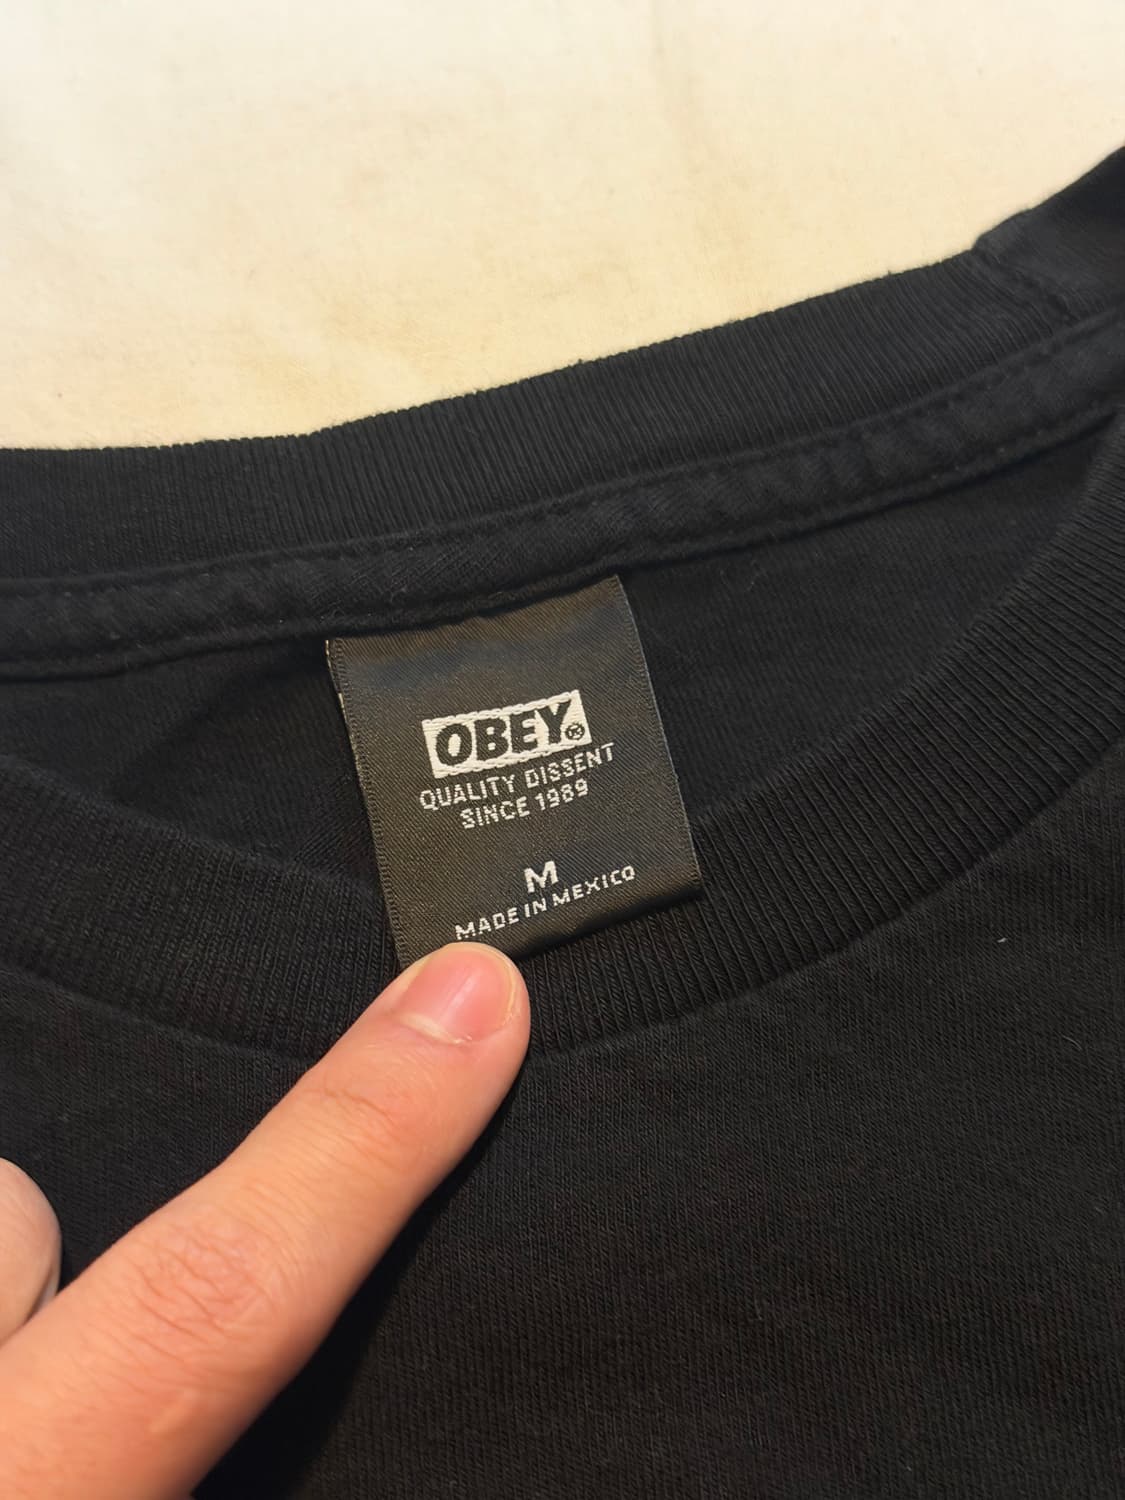 OBEY®
QUALITY DISSENT
SINCE 1989
M
MADE IN MEXICO